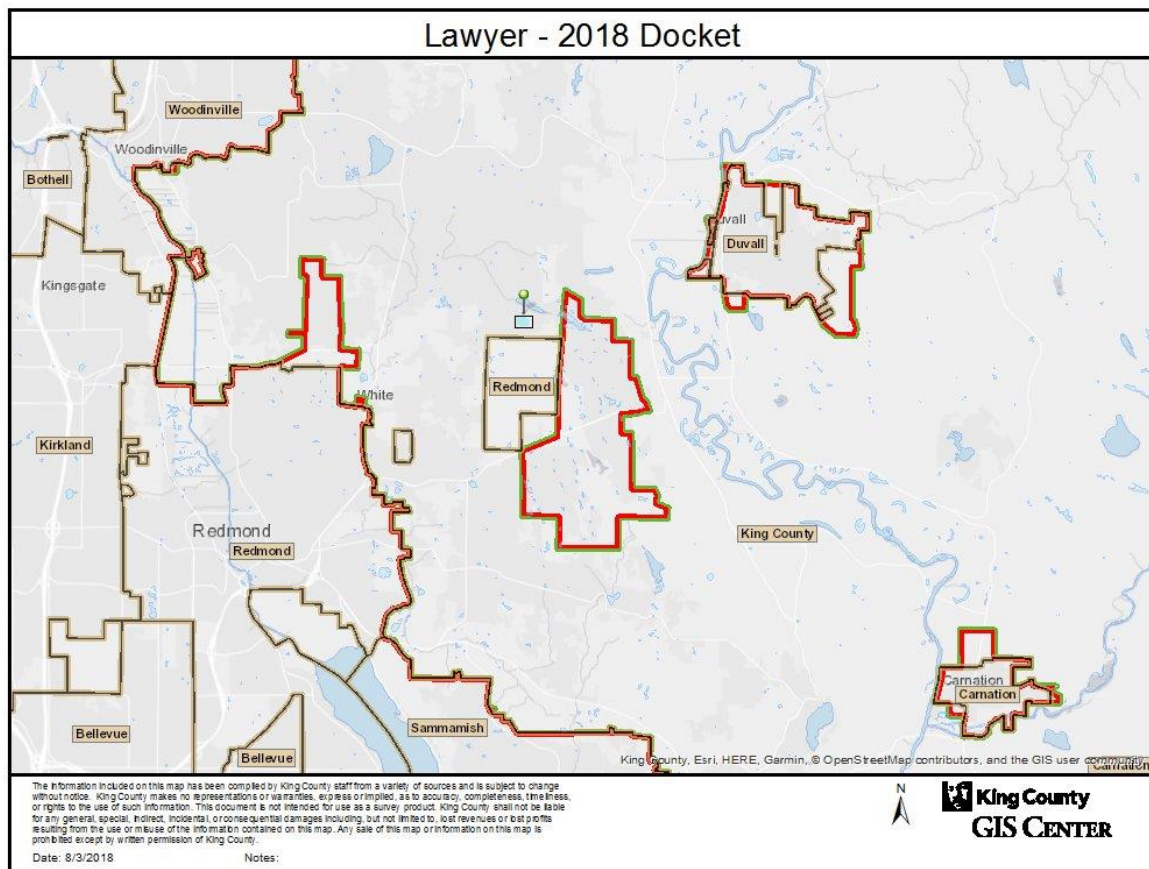 Lawyer - 2018 Docket
Woodinville
Woodinville
Bothell
Duvall
Kingsgate
Redmond
White
Kirkland
Redmond
Redmond
King County
Carnation
Carnation
Sammamish
Bellevue
Bellevue
King County, Esri, HERE, Garmin, © OpenStreetMap contributors, and the GIS user community
The information included on this map has been compiled by King County staff from a variety of sources and is subject to change
without notice. King County makes no representations or warranties, express or implied, as to accuracy, completeness, timeliness,
or rights to the use of such information. This document is not intended for use as a survey product. King County shall not be liable
for any general, special, indirect, incidental, or consequential damages including, but not limited to, lost revenues or lost profits
resulting from the use or misuse of the information contained on this map. Any sale of this map or information on this map is
prohibited except by written permission of King County.
Date: 8/3/2018 Notes:
N
King County
GIS CENTER